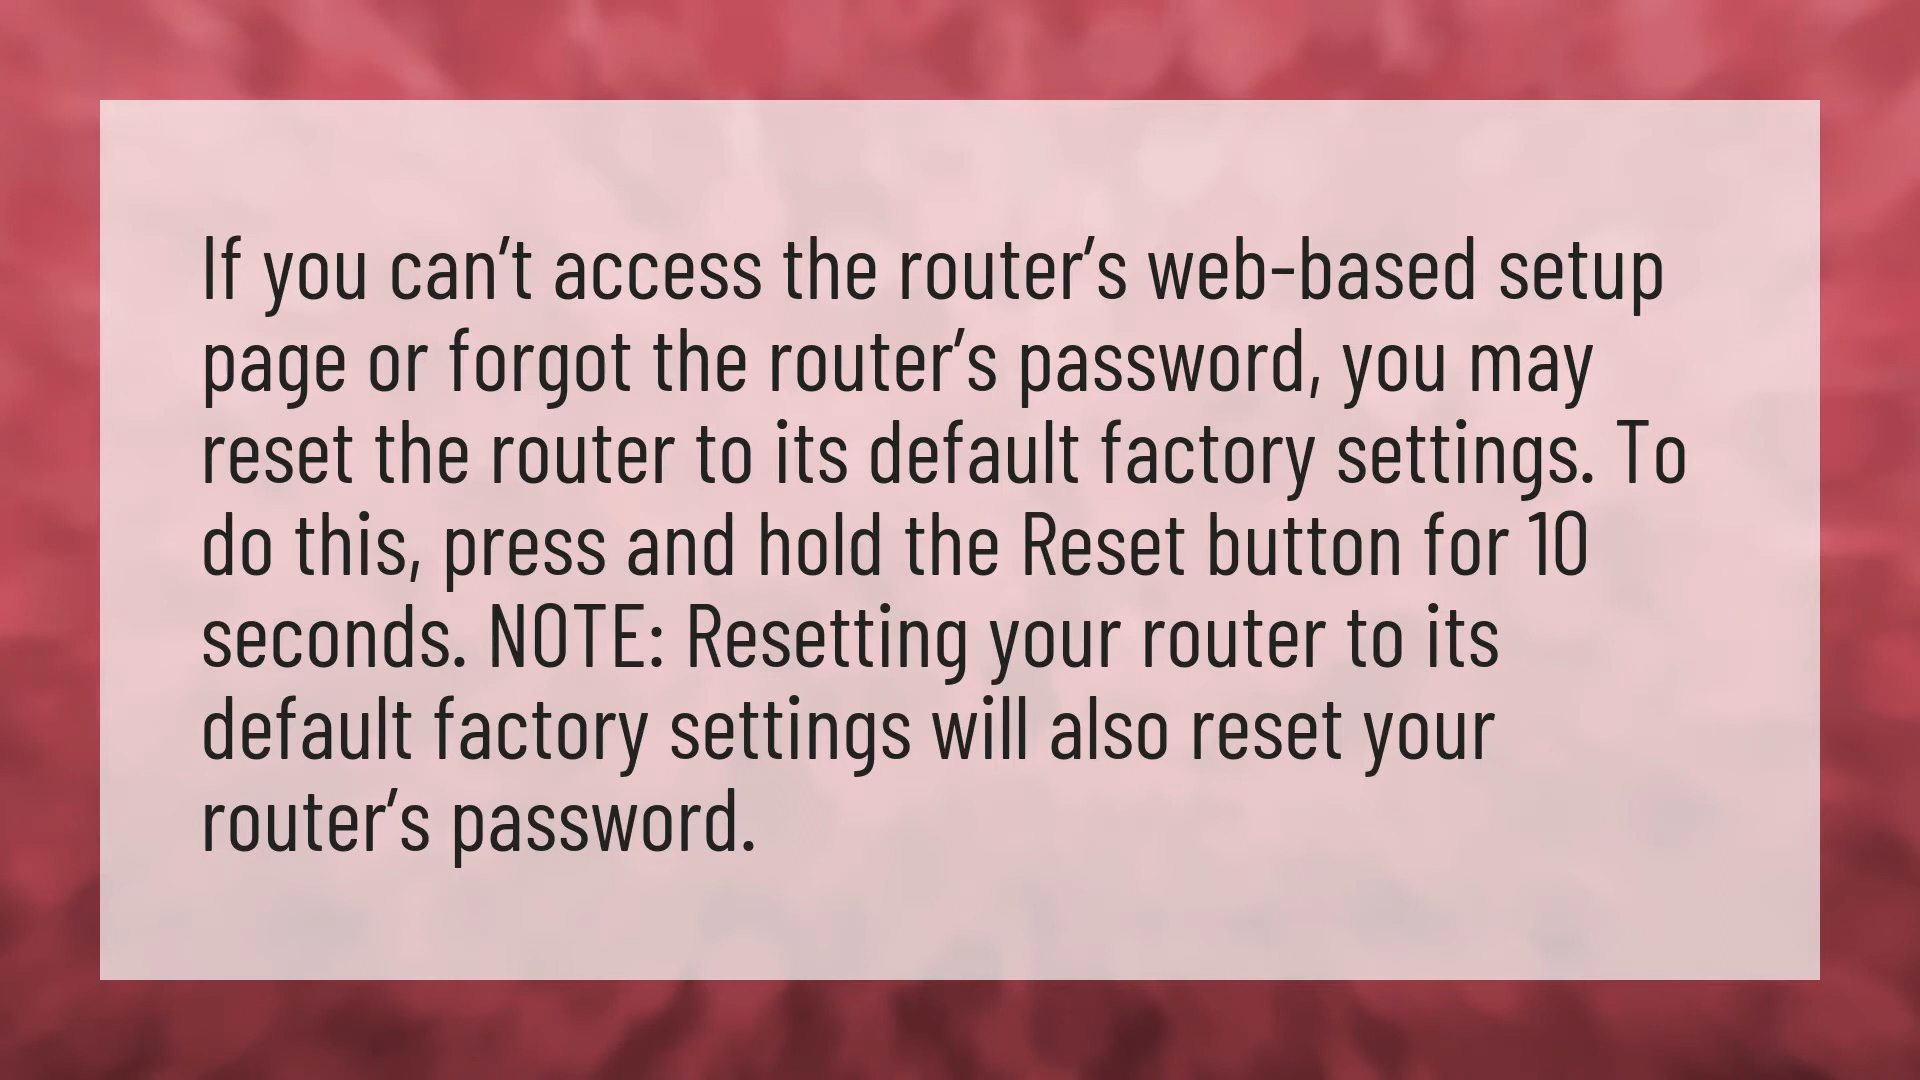 If you can’t access the router’s web-based setup
page or forgot the router’s password, you may
reset the router to its default factory settings. To
do this, press and hold the Reset button for 10
seconds. NOTE: Resetting your router to its
default factory settings will also reset your
router’s password.